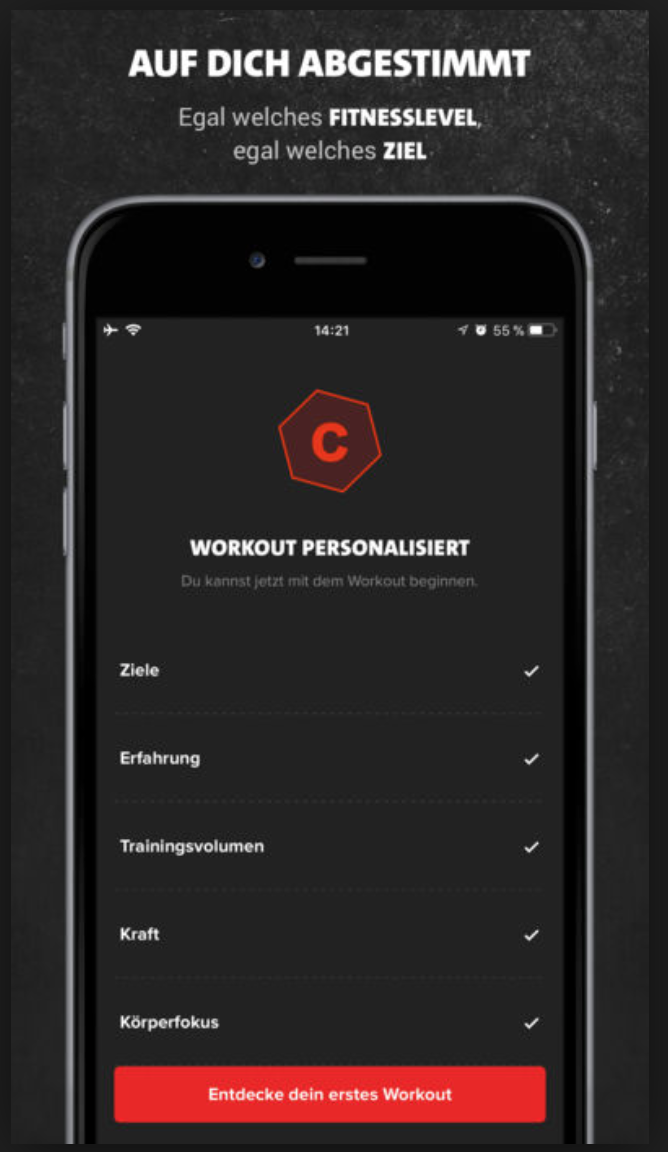 AUF DICH ABGESTIMMT
Egal welches FITNESSLEVEL,
egal welches ZIEL
14:21
55 %
C
WORKOUT PERSONALISIERT
Du kannst jetzt mit dem Workout beginnen.
Ziele
Erfahrung
Trainingsvolumen
Kraft
Körperfokus
Entdecke dein erstes Workout